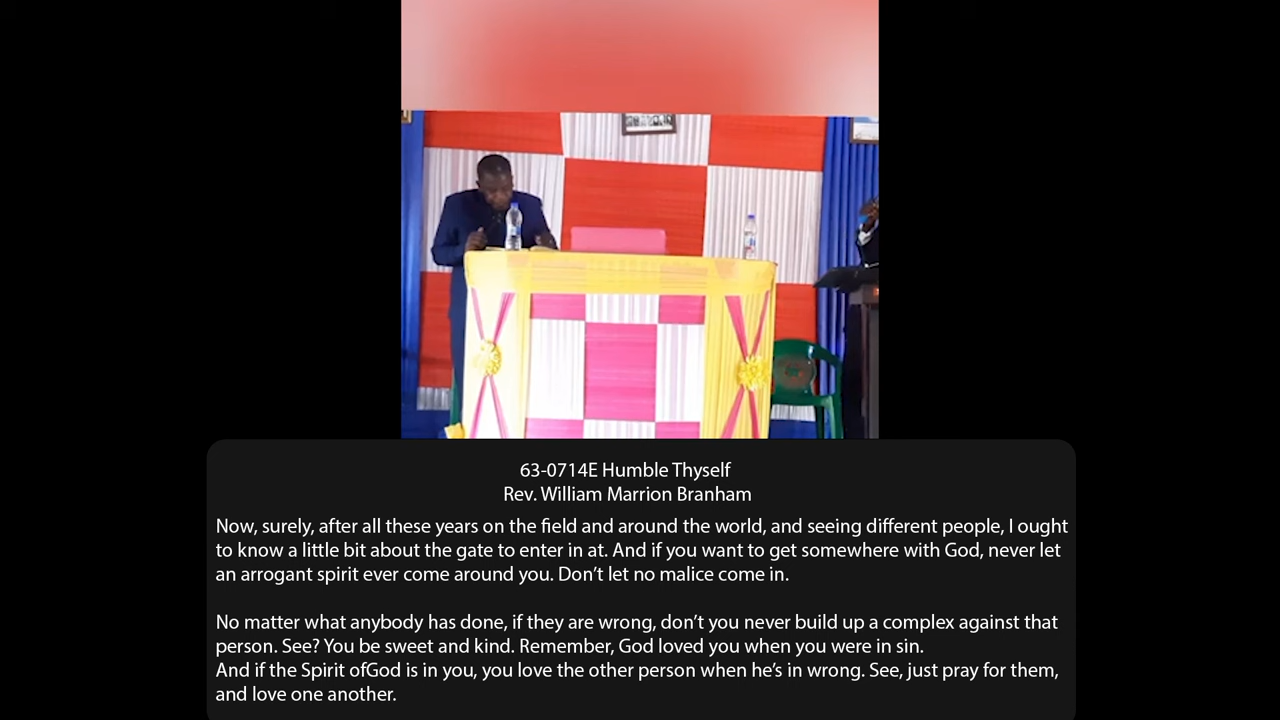 63-0714E Humble Thyself
Rev. William Marrion Branham
Now, surely, after all these years on the field and around the world, and seeing different people, I ought
to know a little bit about the gate to enter in at. And if you want to get somewhere with God, never let
an arrogant spirit ever come around you. Don’t let no malice come in.
No matter what anybody has done, if they are wrong, don’t you never build up a complex against that
person. See? You be sweet and kind. Remember, God loved you when you were in sin.
And if the Spirit ofGod is in you, you love the other person when he’s in wrong. See, just pray for them,
and love one another.